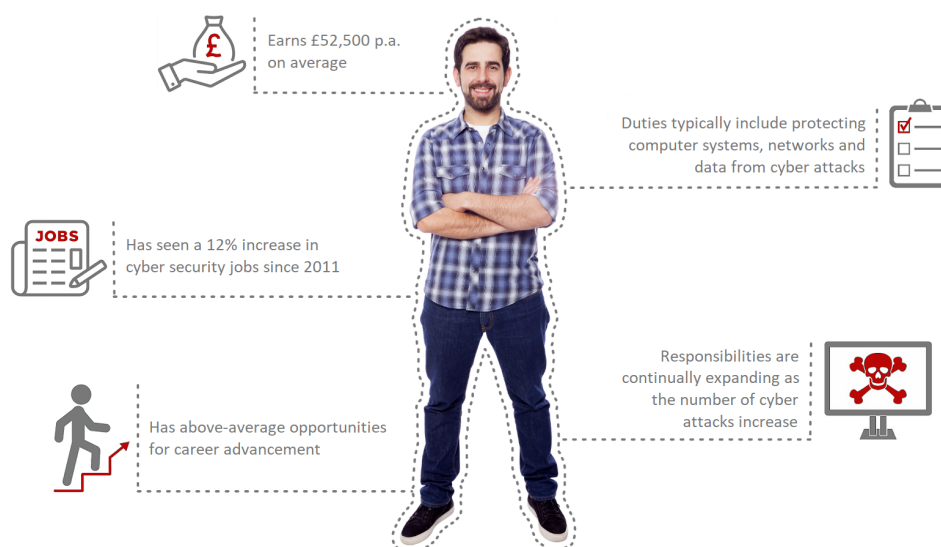 £
Earns £52,500 p.a.
on average
Duties typically include protecting
computer systems, networks and
data from cyber attacks
JOBS
Has seen a 12% increase in
cyber security jobs since 2011
Responsibilities are
continually expanding as
the number of cyber
attacks increase
Has above-average opportunities
for career advancement